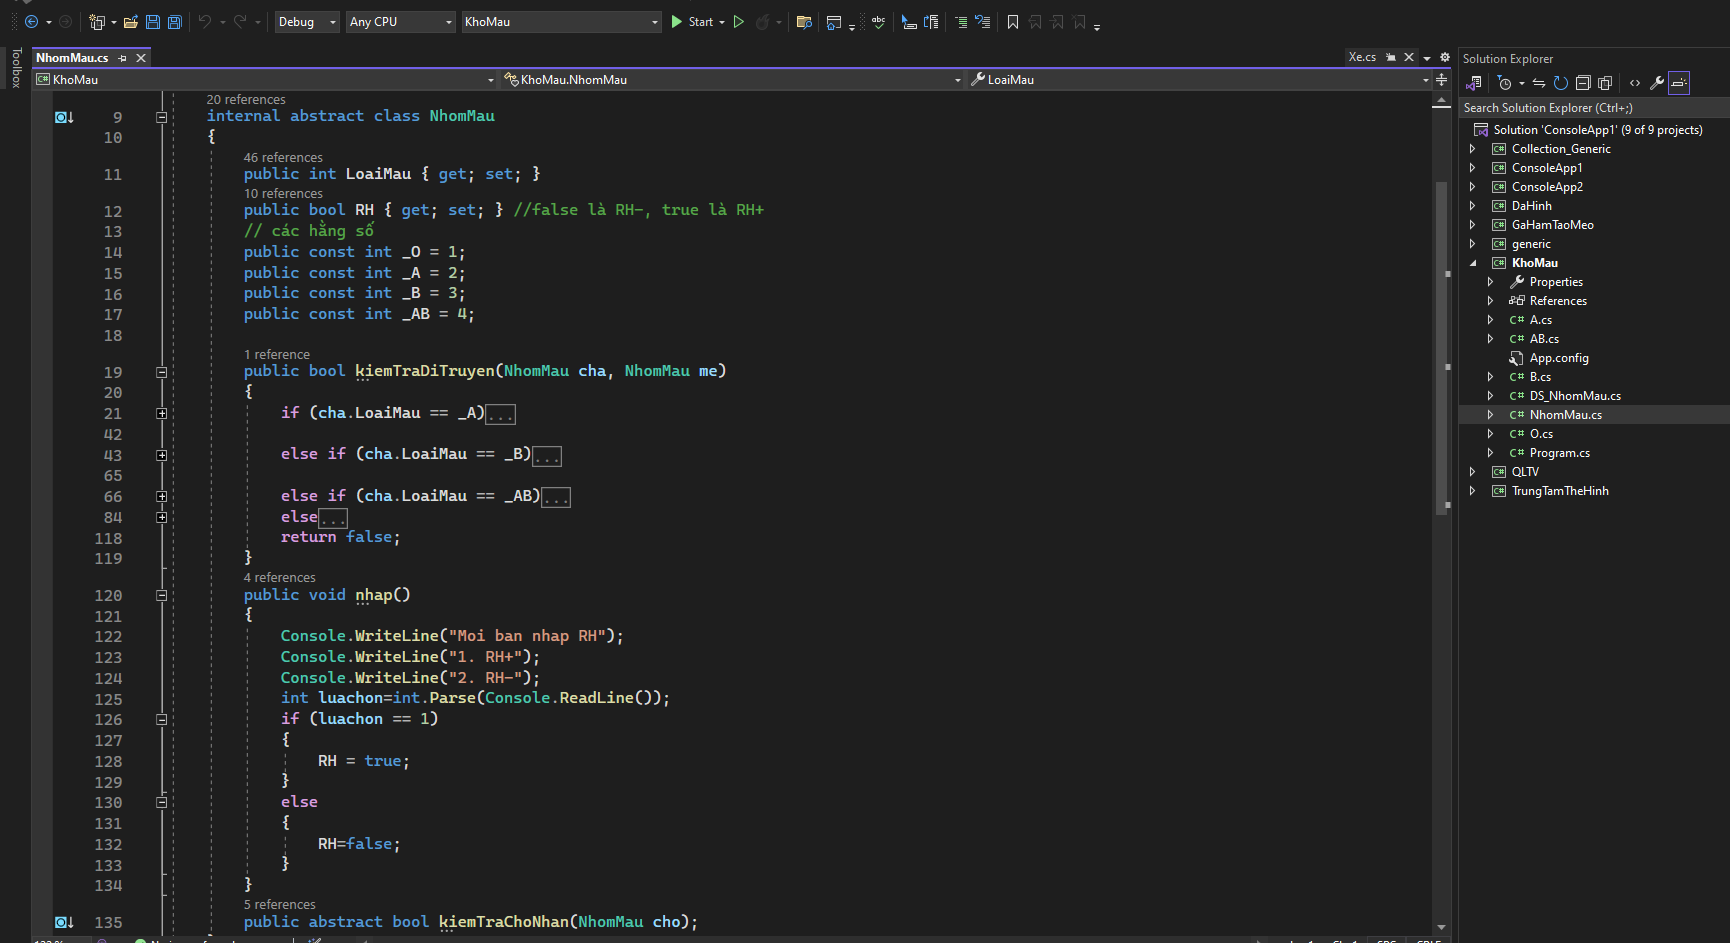 Debug Any CPU KhoMau Start abc
Toolbox
NhomMau.cs Xe.cs
KhoMau KhoMau.NhomMau LoaiMau
20 references
9 internal abstract class NhomMau
10 {
46 references
11 public int LoaiMau { get; set; }
10 references
12 public bool RH { get; set; } //false là RH-, true là RH+
13 // các hằng số
14 public const int _O = 1;
15 public const int _A = 2;
16 public const int _B = 3;
17 public const int _AB = 4;
18
1 reference
19 public bool kiemTraDiTruyen(NhomMau cha, NhomMau me)
20 {
21 if (cha.LoaiMau == _A)...
42
43 else if (cha.LoaiMau == _B)...
65
66 else if (cha.LoaiMau == _AB)...
84 else...
118 return false;
119 }
4 references
120 public void nhap()
121 {
122 Console.WriteLine("Moi ban nhap RH");
123 Console.WriteLine("1. RH+");
124 Console.WriteLine("2. RH-");
125 int luachon=int.Parse(Console.ReadLine());
126 if (luachon == 1)
127 {
128 RH = true;
129 }
130 else
131 {
132 RH=false;
133 }
134 }
5 references
135 public abstract bool kiemTraChoNhan(NhomMau cho);
Solution Explorer
Search Solution Explorer (Ctrl+;)
Solution 'ConsoleApp1' (9 of 9 projects)
C# Collection_Generic
C# ConsoleApp1
C# ConsoleApp2
C# DaHinh
C# GaHamTaoMeo
C# generic
C# KhoMau
Properties
References
C# A.cs
C# AB.cs
App.config
C# B.cs
C# DS_NhomMau.cs
C# NhomMau.cs
C# O.cs
C# Program.cs
C# QLTV
C# TrungTamTheHinh